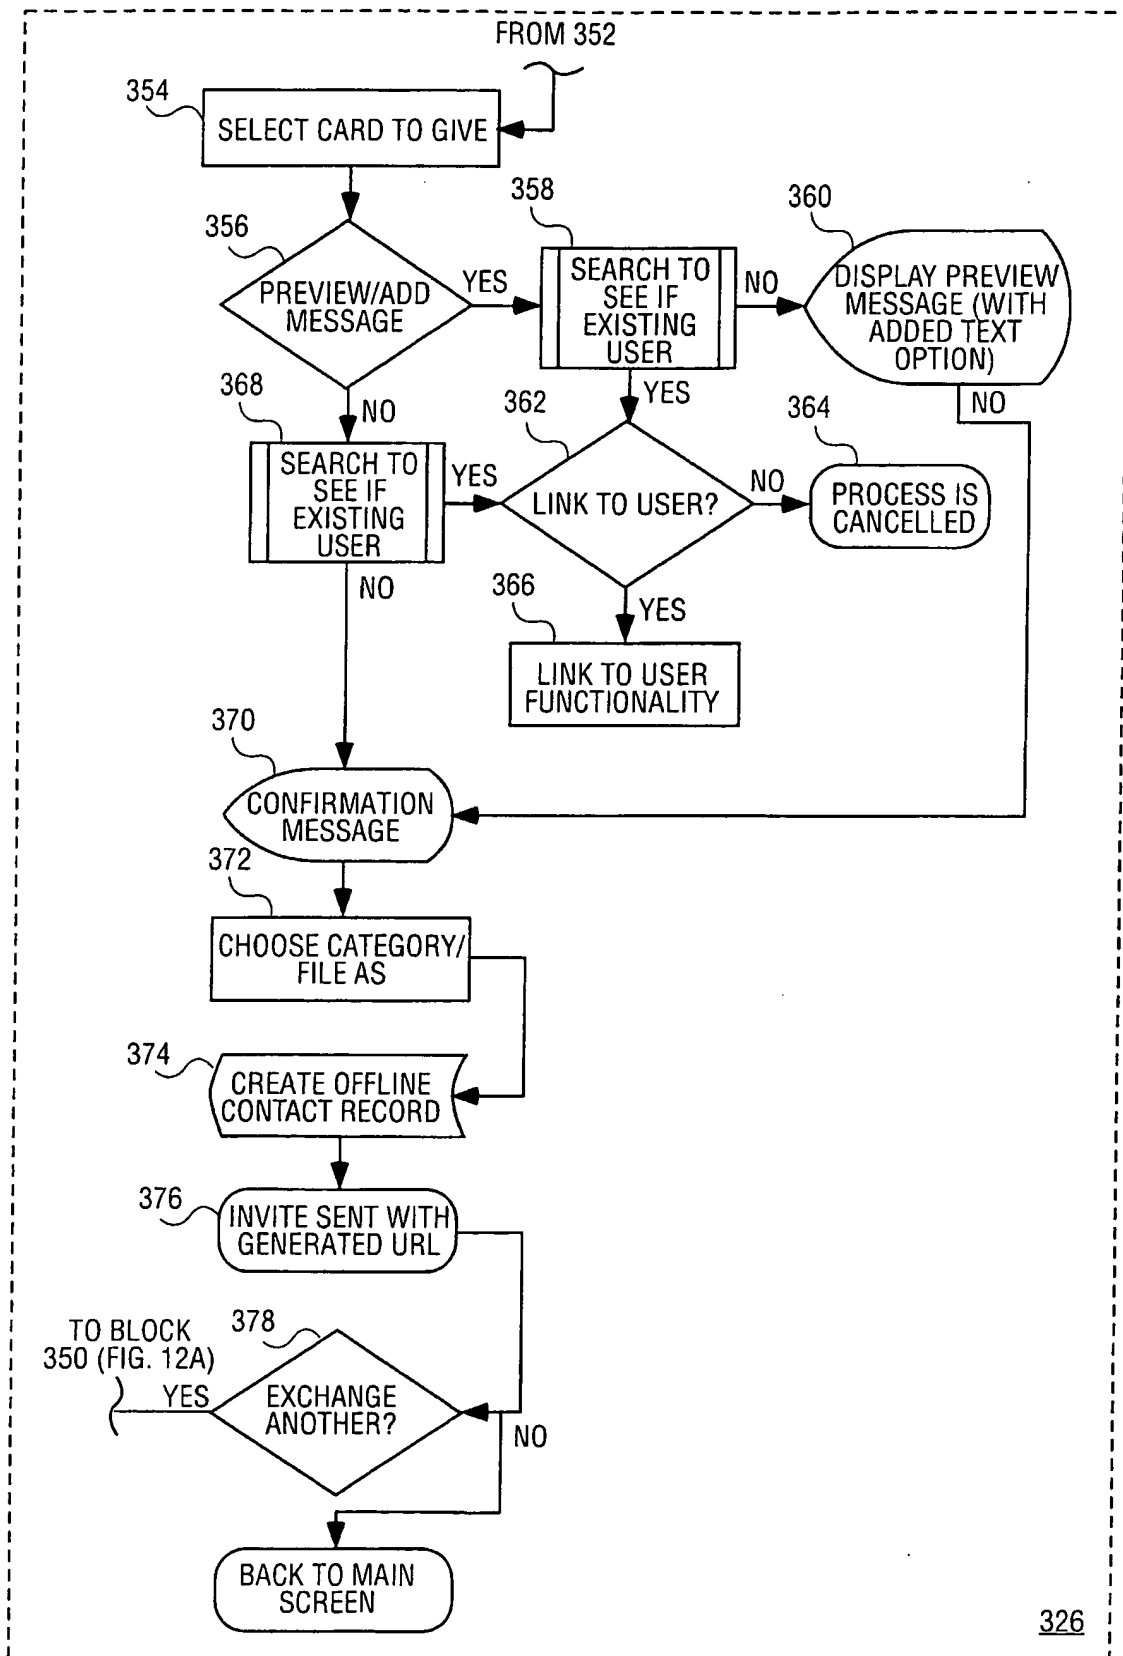 FROM 352
354
SELECT CARD TO GIVE
356
PREVIEW/ADD
MESSAGE
YES
358
SEARCH TO
SEE IF
EXISTING
USER
NO
360
DISPLAY PREVIEW
MESSAGE (WITH
ADDED TEXT
OPTION)
NO
368
NO
SEARCH TO
SEE IF
EXISTING
USER
YES
362
YES
LINK TO USER?
NO
364
PROCESS IS
CANCELLED
NO
366
YES
LINK TO USER
FUNCTIONALITY
370
CONFIRMATION
MESSAGE
372
CHOOSE CATEGORY/
FILE AS
374
CREATE OFFLINE
CONTACT RECORD
376
INVITE SENT WITH
GENERATED URL
378
TO BLOCK
350 (FIG. 12A)
YES
EXCHANGE
ANOTHER?
NO
BACK TO MAIN
SCREEN
326